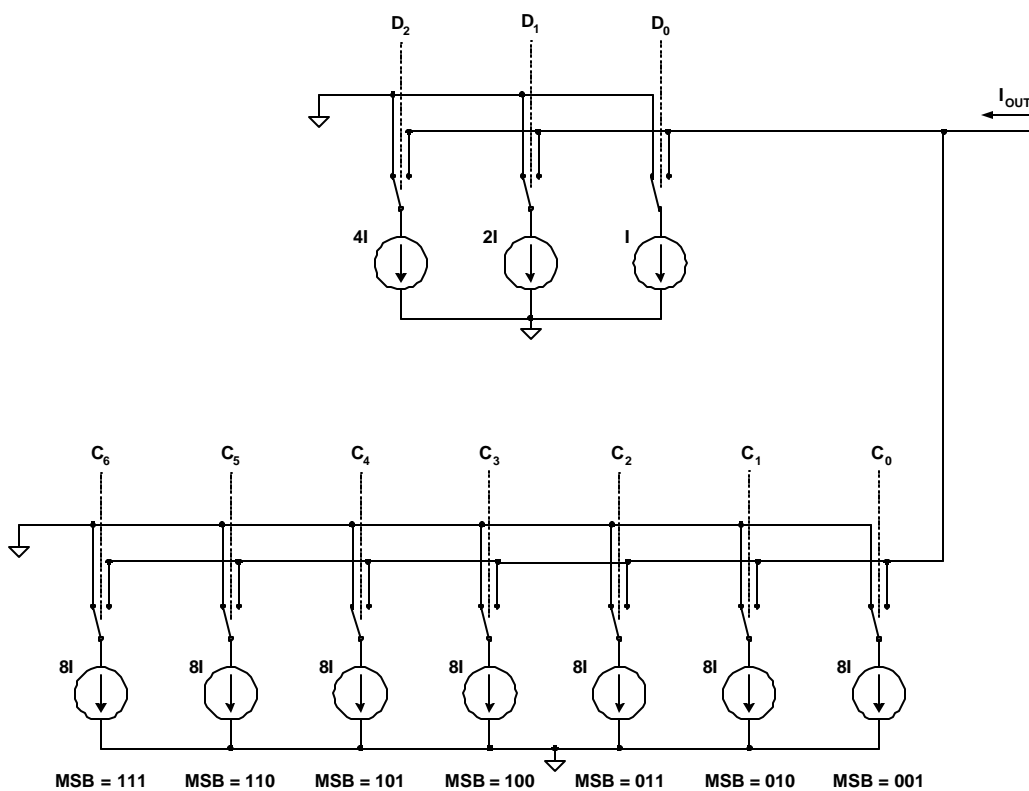 D2 D1 D0
IOUT
4I 2I I
C6 C5 C4 C3 C2 C1 C0
8I 8I 8I 8I 8I 8I 8I
MSB = 111 MSB = 110 MSB = 101 MSB = 100 MSB = 011 MSB = 010 MSB = 001